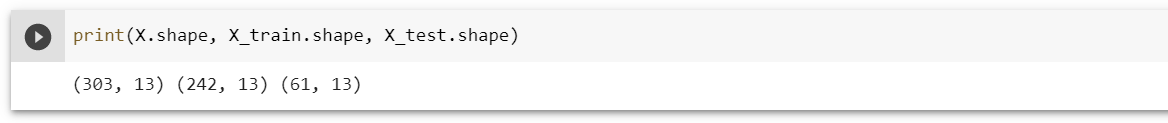 print(X.shape, X_train.shape, X_test.shape)
(303, 13) (242, 13) (61, 13)